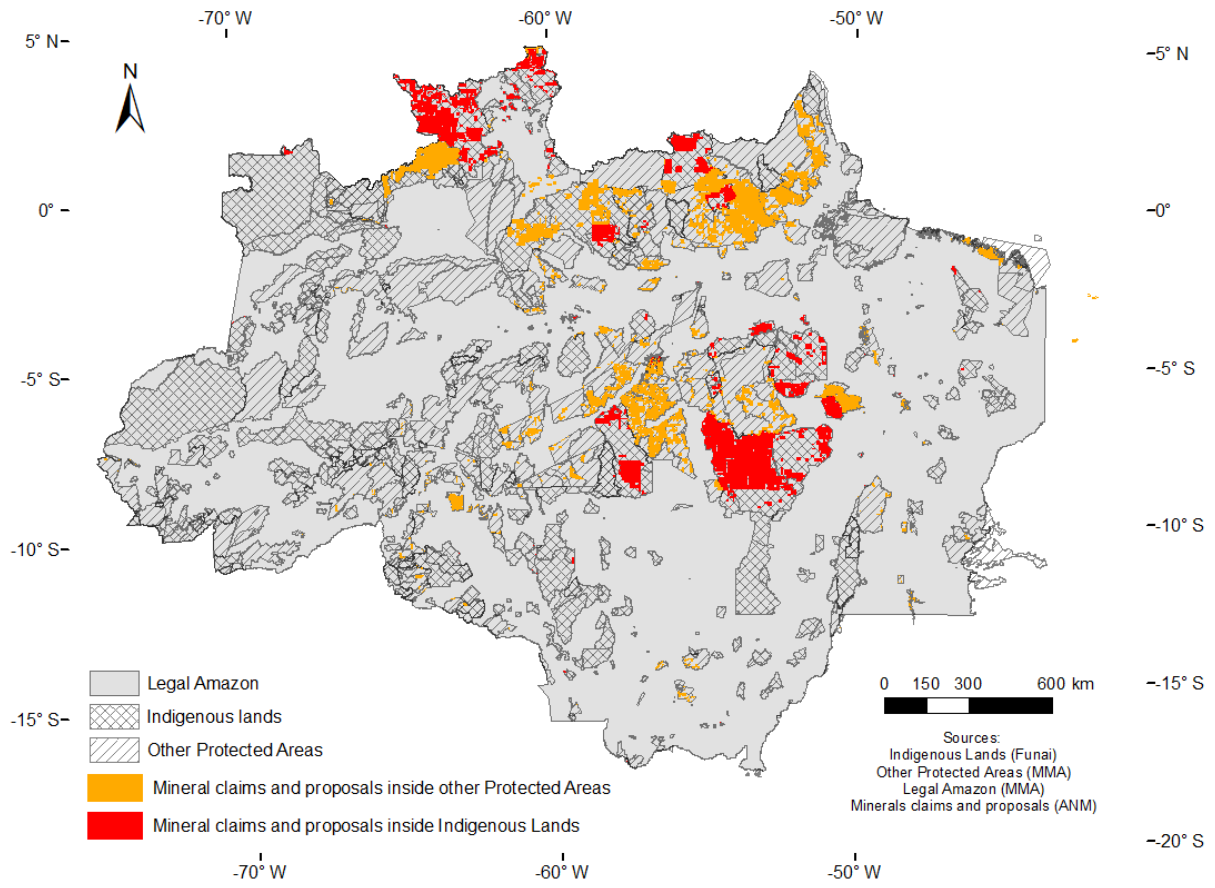 -70° W
-60° W
-50° W
5° N
5° N
N
0°
0°
-5° S
-5° S
-10° S
-10° S
-15° S
-15° S
-20° S
Legal Amazon
Indigenous lands
Other Protected Areas
Mineral claims and proposals inside other Protected Areas
Mineral claims and proposals inside Indigenous Lands
0 150 300 600 km
Sources:
Indigenous Lands (Funai)
Other Protected Areas (MMA)
Legal Amazon (MMA)
Minerals claims and proposals (ANM)
-70° W
-60° W
-50° W